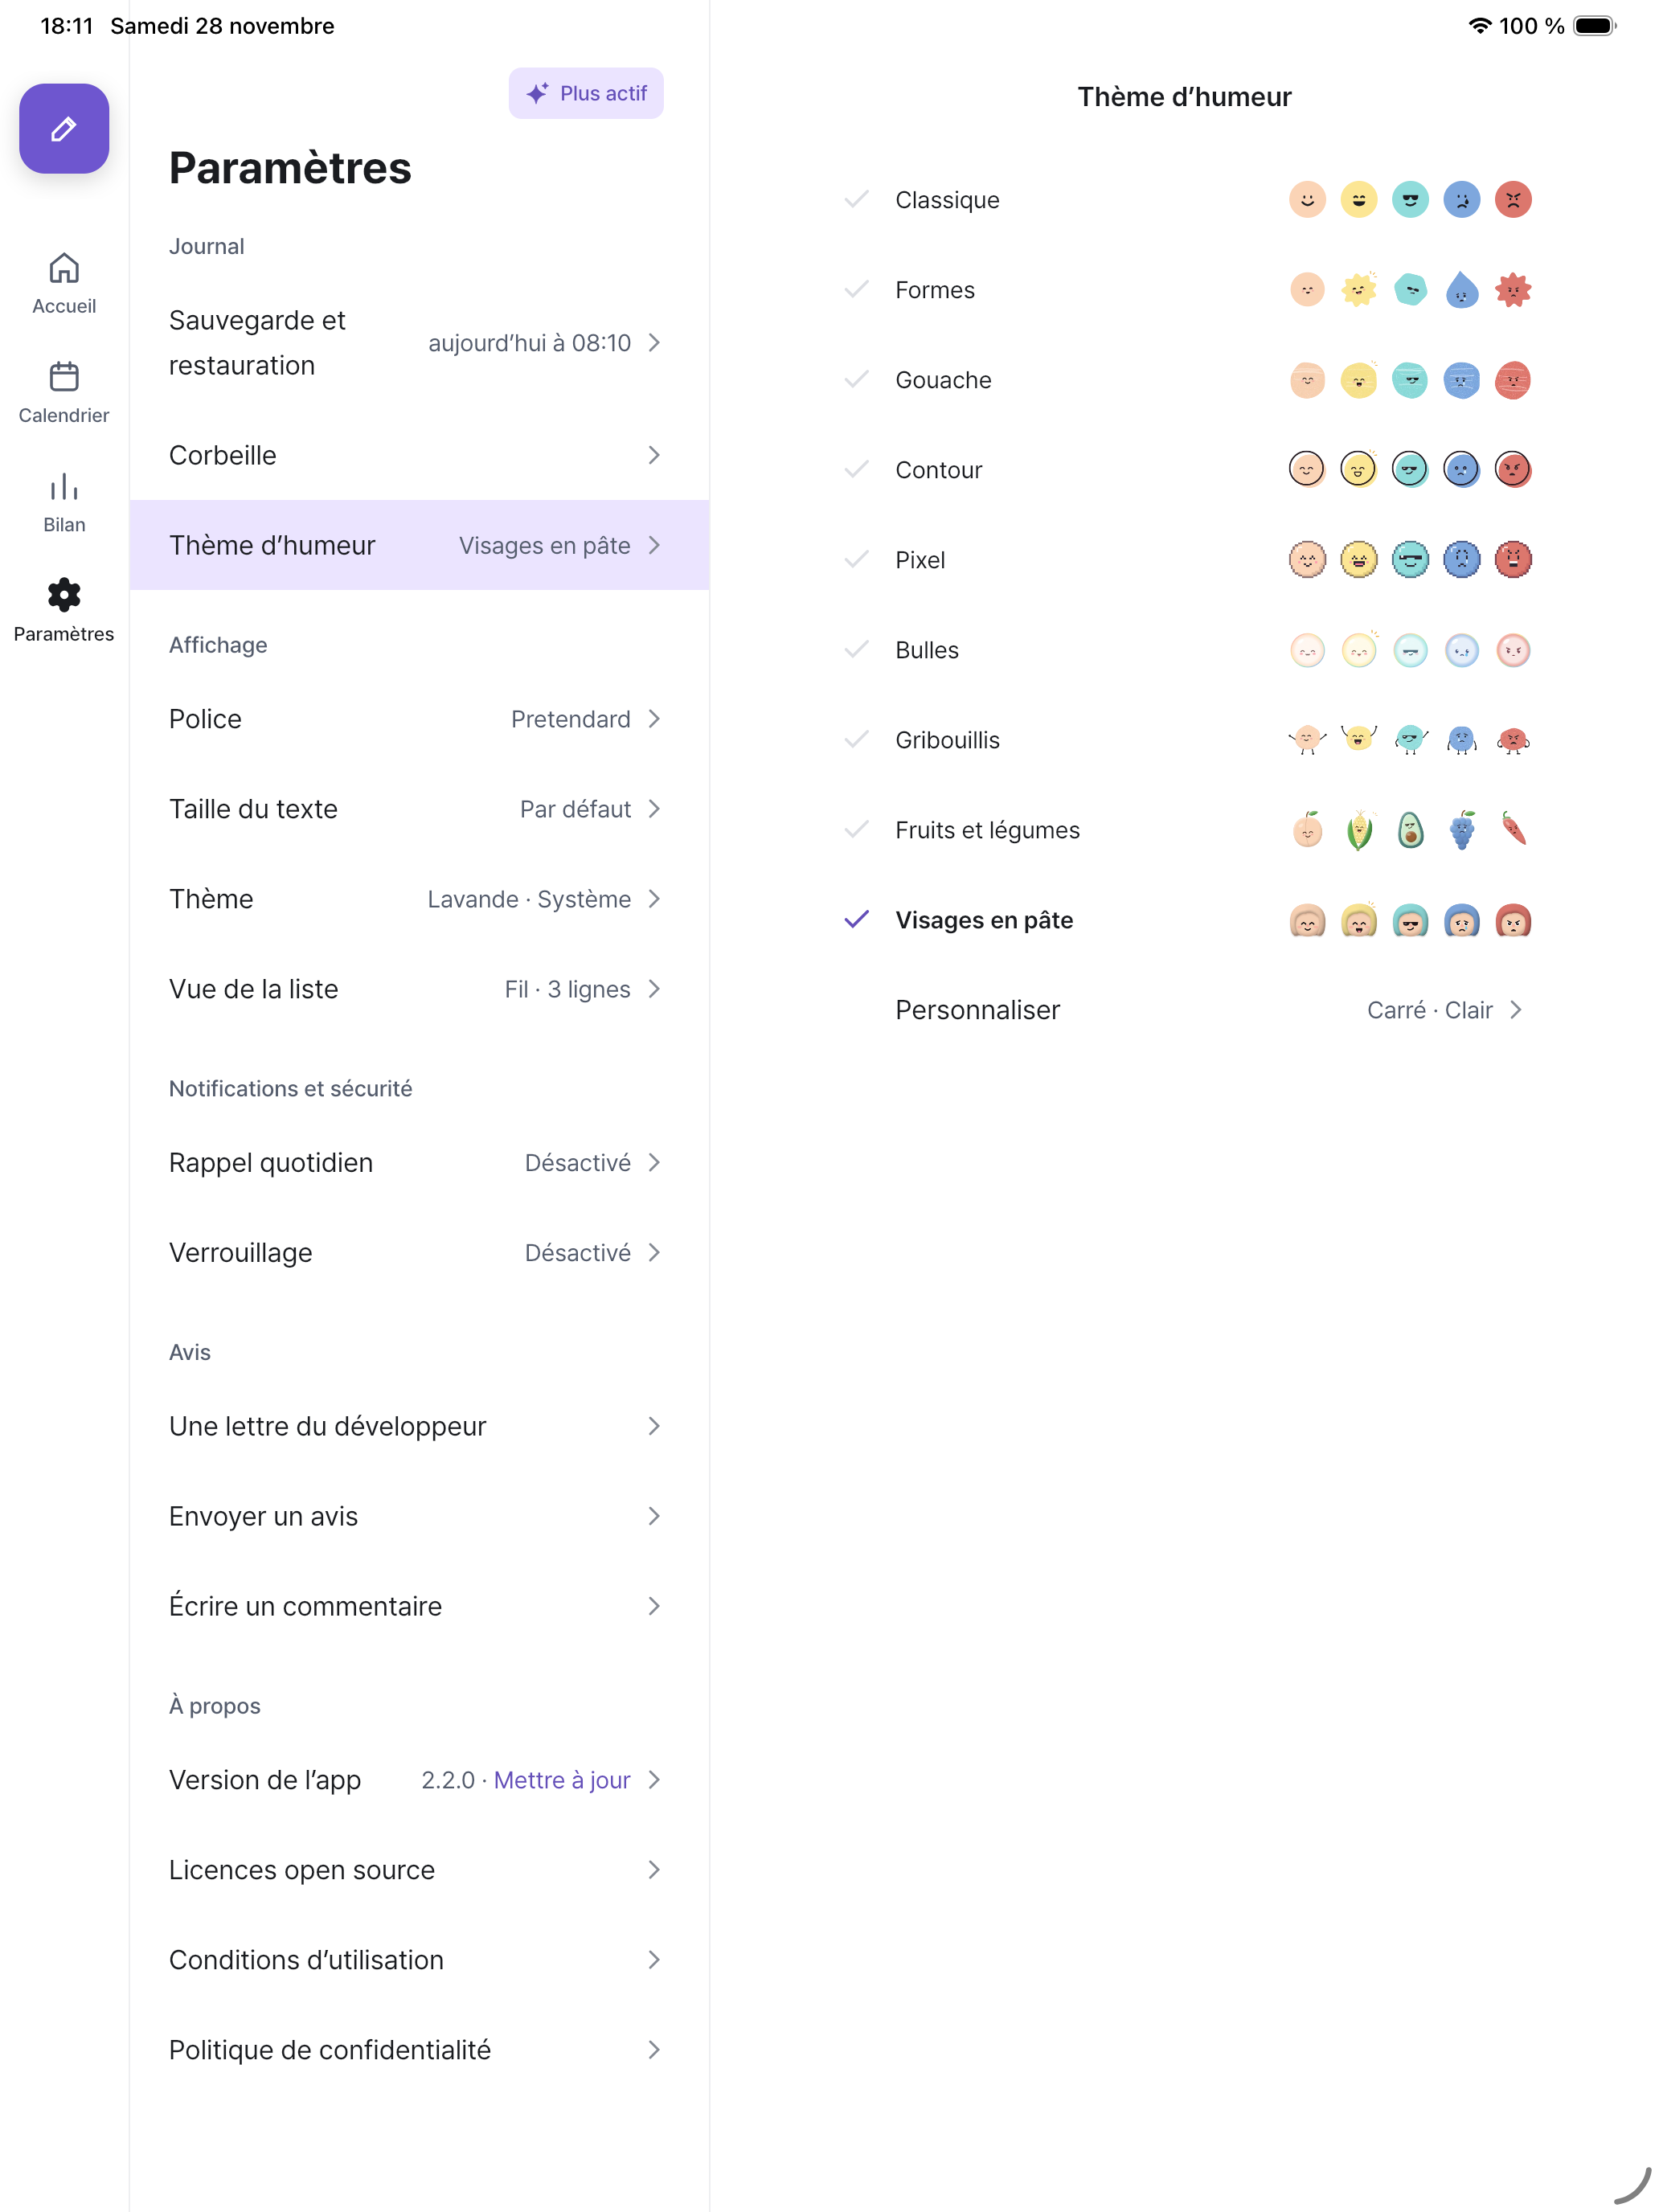 18:11 Samedi 28 novembre
100 %
Accueil
Calendrier
Bilan
Paramètres
Plus actif
Paramètres
Journal
Sauvegarde et
restauration
aujourd’hui à 08:10
Corbeille
Thème d’humeur
Visages en pâte
Affichage
Police
Pretendard
Taille du texte
Par défaut
Thème
Lavande · Système
Vue de la liste
Fil · 3 lignes
Notifications et sécurité
Rappel quotidien
Désactivé
Verrouillage
Désactivé
Avis
Une lettre du développeur
Envoyer un avis
Écrire un commentaire
À propos
Version de l’app
2.2.0 · Mettre à jour
Licences open source
Conditions d’utilisation
Politique de confidentialité
Thème d’humeur
Classique
Formes
Gouache
Contour
Pixel
Bulles
Gribouillis
Fruits et légumes
Visages en pâte
Personnaliser
Carré · Clair